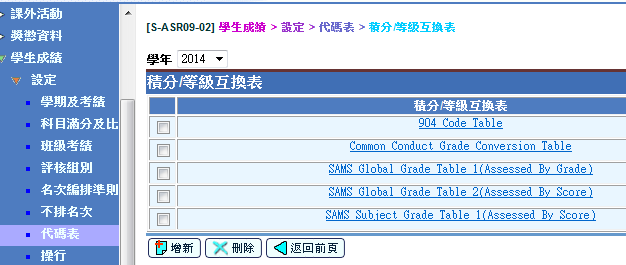 課外活動
獎懲資料
學生成績
設定
學期及考績
科目滿分及比
班級考績
評核組別
名次編排準則
不排名次
代碼表
操行
[S-ASR09-02] 學生成績 > 設定 > 代碼表 > 積分/等級互換表
學年 2014
積分/等級互換表
積分/等級互換表
904 Code Table
Common Conduct Grade Conversion Table
SAMS Global Grade Table 1(Assessed By Grade)
SAMS Global Grade Table 2(Assessed By Score)
SAMS Subject Grade Table 1(Assessed By Score)
增新 刪除 返回前頁